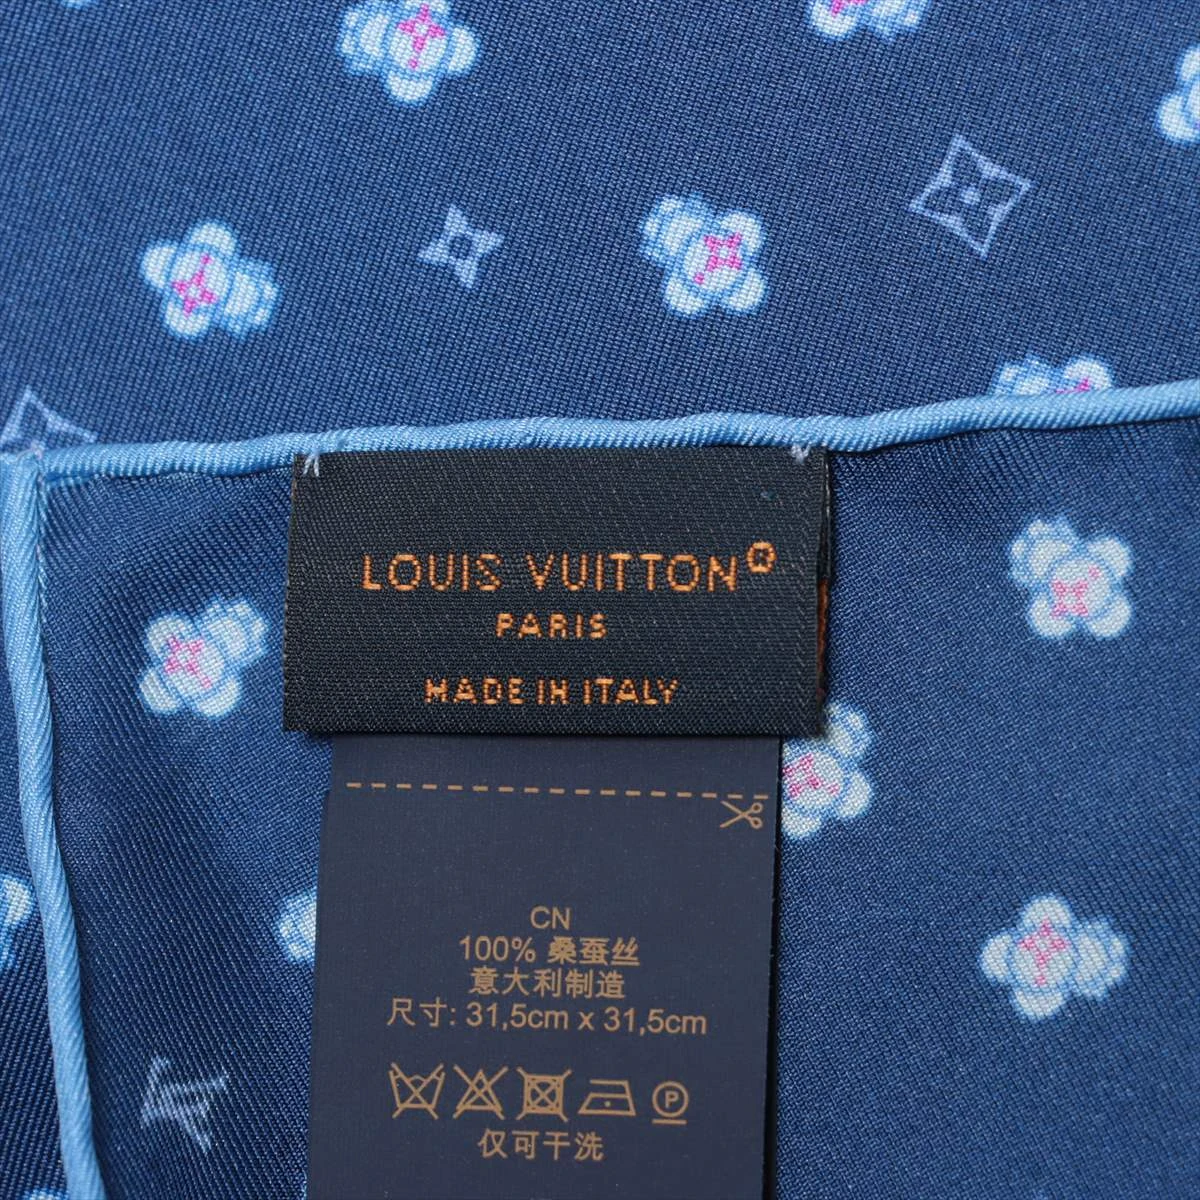 LOUIS VUITTON®
PARIS
MADE IN ITALY
CN
100% 桑蚕丝
意大利制造
尺寸: 31,5cm x 31,5cm
P
仅可干洗